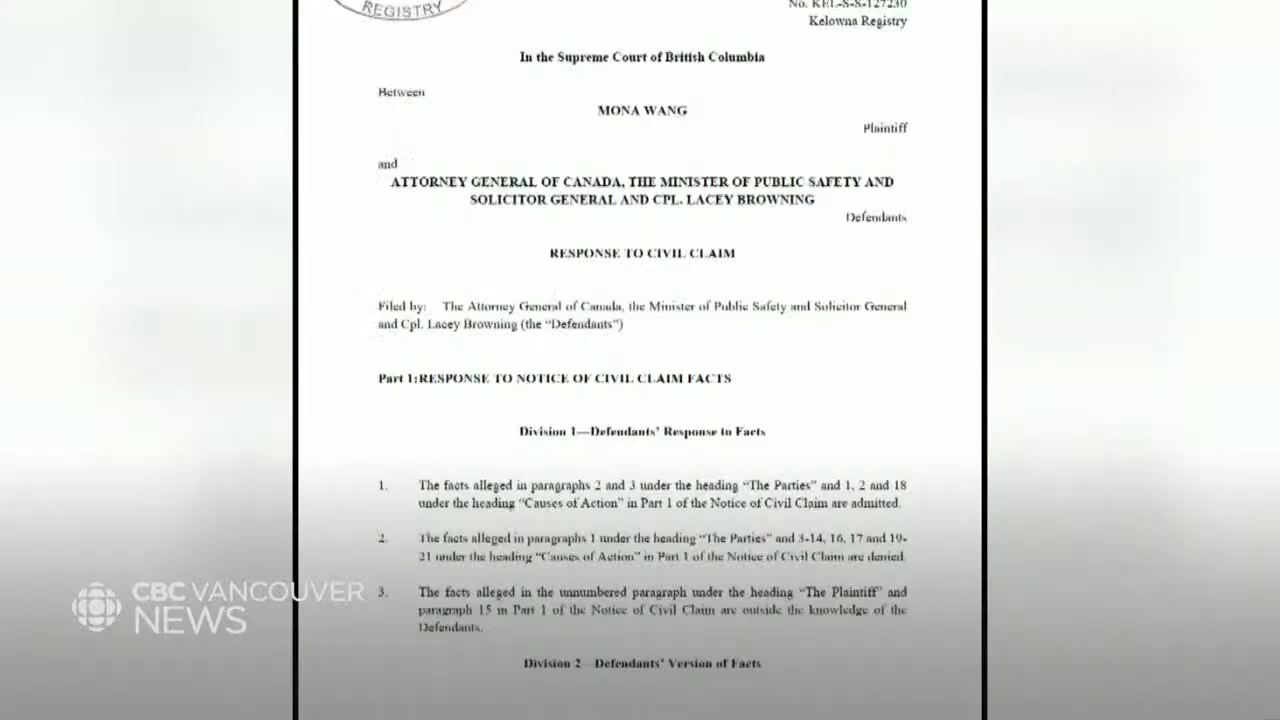 REGISTRY
No. KEL-S-S-127230
Kelowna Registry
In the Supreme Court of British Columbia
Between
MONA WANG
Plaintiff
and
ATTORNEY GENERAL OF CANADA, THE MINISTER OF PUBLIC SAFETY AND
SOLICITOR GENERAL AND CPL. LACEY BROWNING
Defendants
RESPONSE TO CIVIL CLAIM
Filed by: The Attorney General of Canada, the Minister of Public Safety and Solicitor General
and Cpl. Lacey Browning (the “Defendants”)
Part 1:RESPONSE TO NOTICE OF CIVIL CLAIM FACTS
Division 1—Defendants’ Response to Facts
1. The facts alleged in paragraphs 2 and 3 under the heading “The Parties” and 1, 2 and 18
under the heading “Causes of Action” in Part 1 of the Notice of Civil Claim are admitted.
2. The facts alleged in paragraphs 1 under the heading “The Parties” and 3-14, 16, 17 and 19-
21 under the heading “Causes of Action” in Part 1 of the Notice of Civil Claim are denied.
3. The facts alleged in the unnumbered paragraph under the heading “The Plaintiff” and
paragraph 15 in Part 1 of the Notice of Civil Claim are outside the knowledge of the
Defendants.
Division 2—Defendants’ Version of Facts
CBC VANCOUVER
NEWS